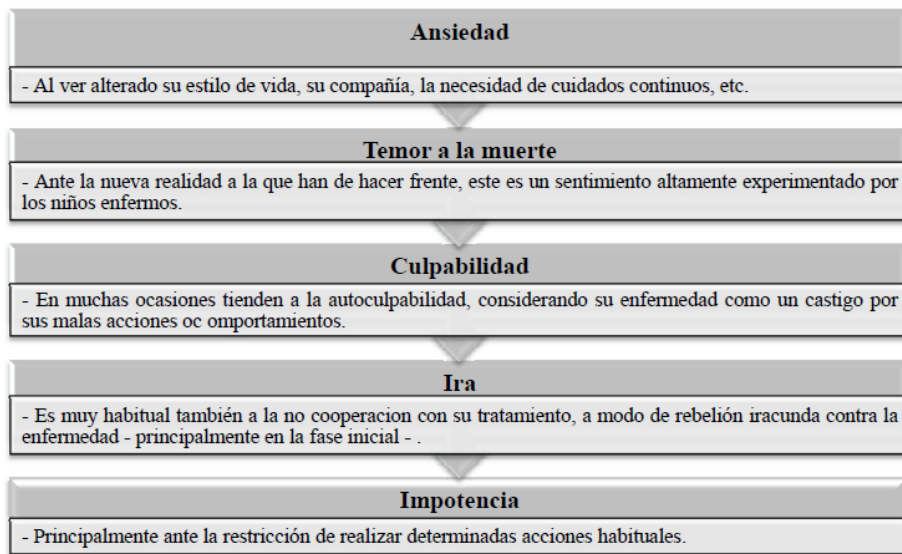 Ansiedad
- Al ver alterado su estilo de vida, su compañía, la necesidad de cuidados continuos, etc.
Temor a la muerte
- Ante la nueva realidad a la que han de hacer frente, este es un sentimiento altamente experimentado por
los niños enfermos.
Culpabilidad
- En muchas ocasiones tienden a la autoculpabilidad, considerando su enfermedad como un castigo por
sus malas acciones oc omportamientos.
Ira
- Es muy habitual también a la no cooperacion con su tratamiento, a modo de rebelión iracunda contra la
enfermedad - principalmente en la fase inicial - .
Impotencia
- Principalmente ante la restricción de realizar determinadas acciones habituales.